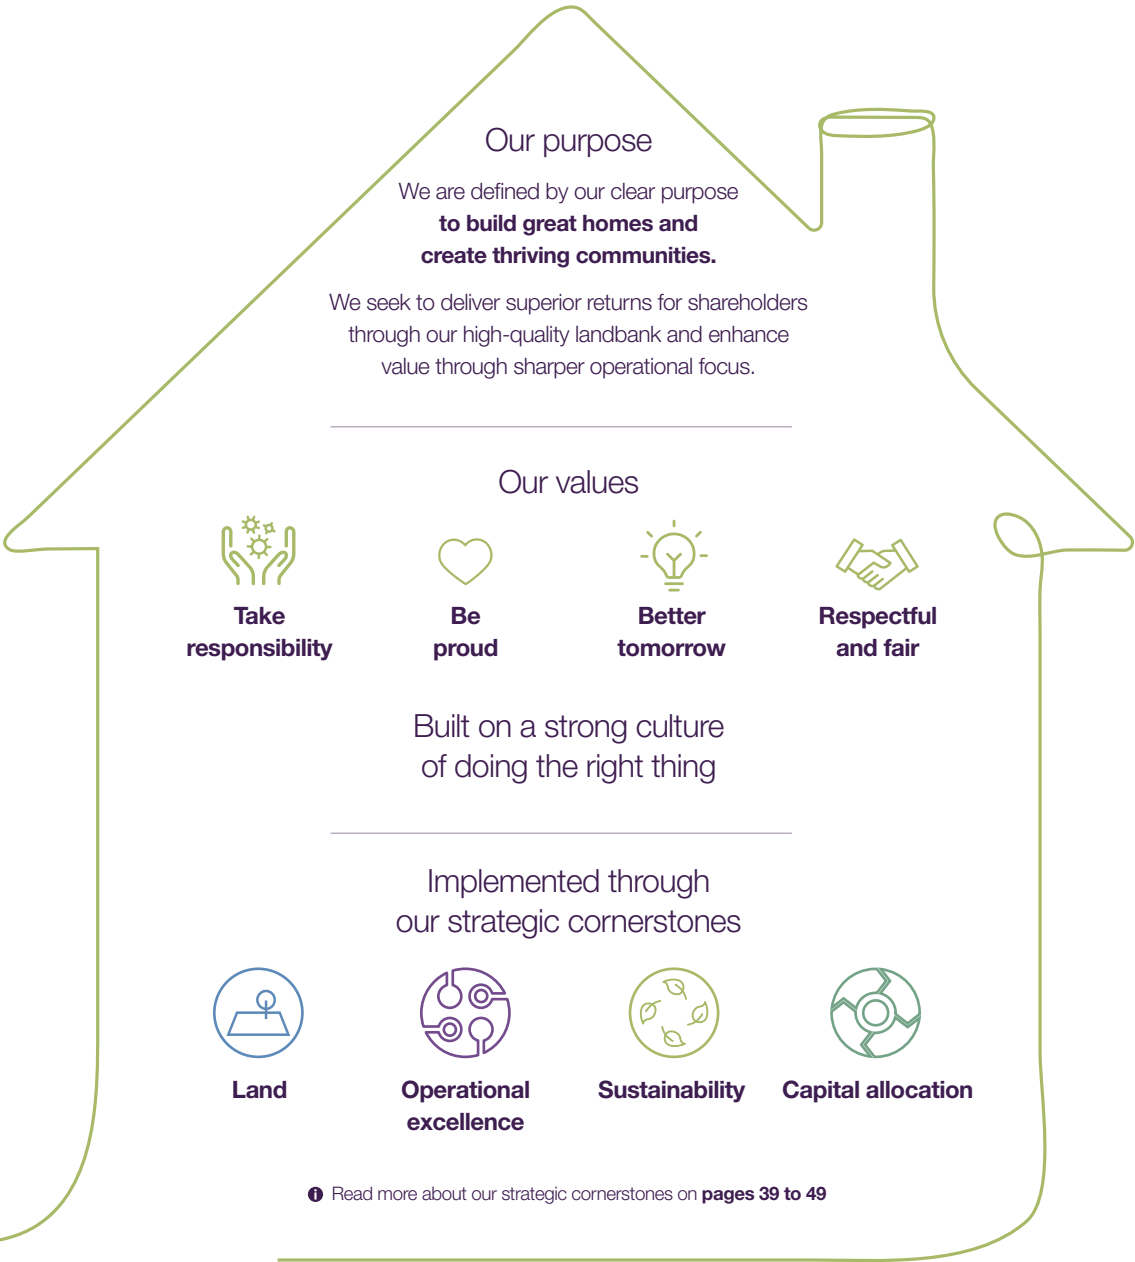 Our purpose
We are defined by our clear purpose
to build great homes and
create thriving communities.
We seek to deliver superior returns for shareholders
through our high-quality landbank and enhance
value through sharper operational focus.
Our values
Take
responsibility
Be
proud
Better
tomorrow
Respectful
and fair
Built on a strong culture
of doing the right thing
Implemented through
our strategic cornerstones
Land
Operational
excellence
Sustainability
Capital allocation
Read more about our strategic cornerstones on pages 39 to 49